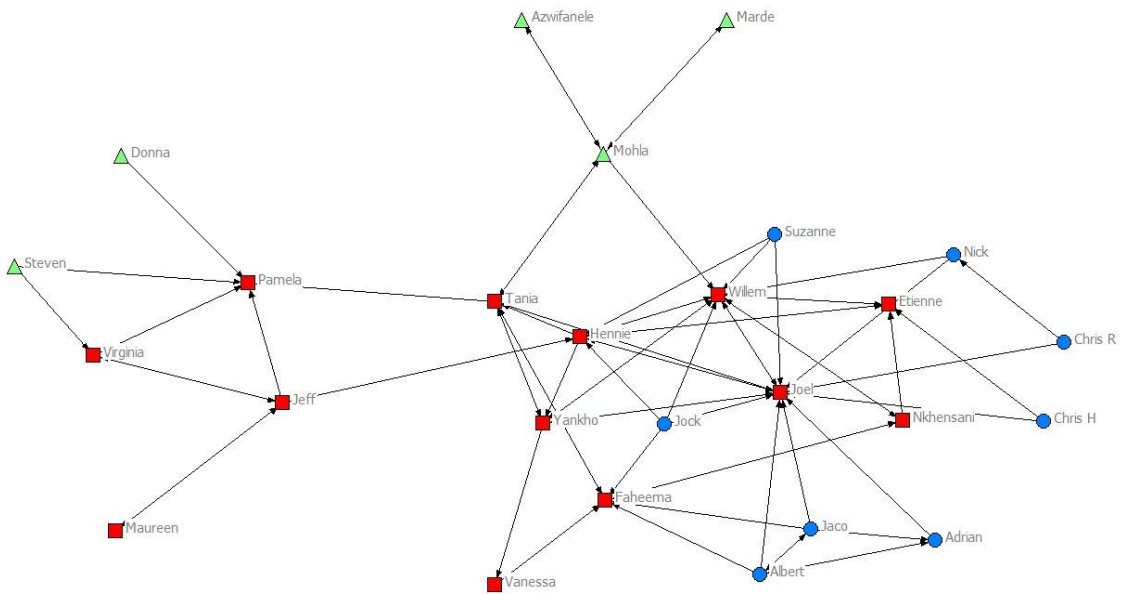 Azwifanele
Marde
Mohla
Donna
Suzanne
Nick
Steven
Pamela
Willem
Tania
Etienne
Hennie
Chris R
Virginia
Joel
Jeff
Nkhensani
Chris H
Yankho
Jock
Faheema
Maureen
Jaco
Adrian
Albert
Vanessa